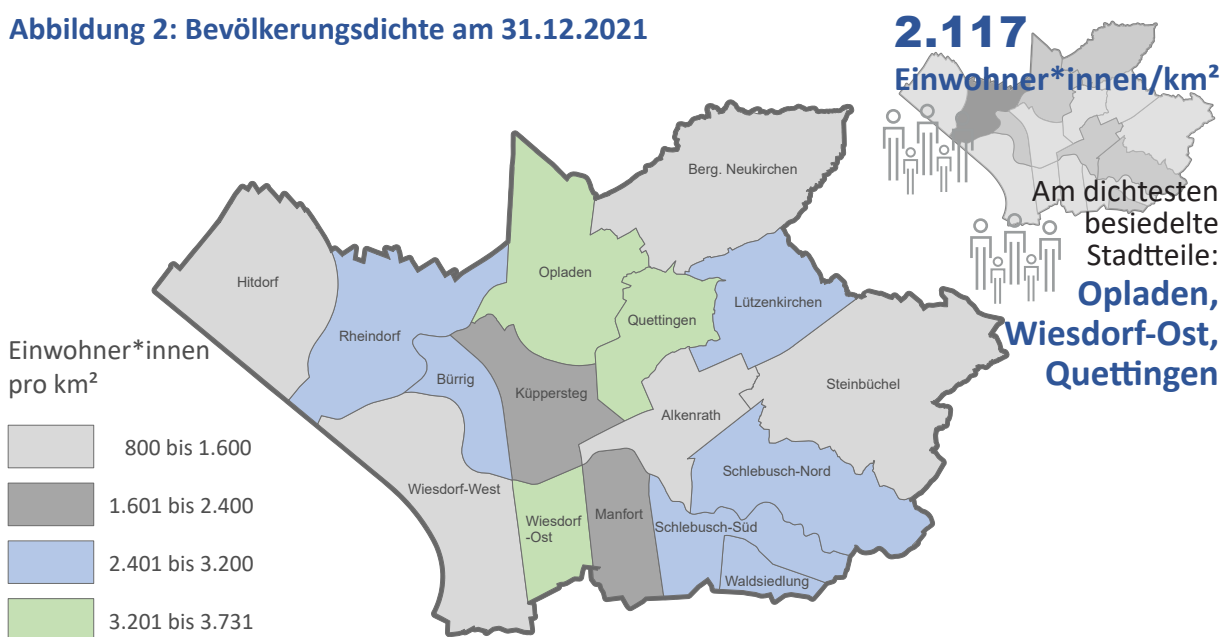 Abbildung 2: Bevölkerungsdichte am 31.12.2021
2.117
Einwohner*innen/km²
Am dichtesten
besiedelte
Stadtteile:
Opladen,
Wiesdorf-Ost,
Quettingen
Berg. Neukirchen
Hitdorf
Opladen
Lützenkirchen
Rheindorf
Quettingen
Bürrig
Küppersteg
Steinbüchel
Alkenrath
Schlebusch-Nord
Wiesdorf-West
Wiesdorf
-Ost
Manfort
Schlebusch-Süd
Waldsiedlung
Einwohner*innen
pro km²
800 bis 1.600
1.601 bis 2.400
2.401 bis 3.200
3.201 bis 3.731